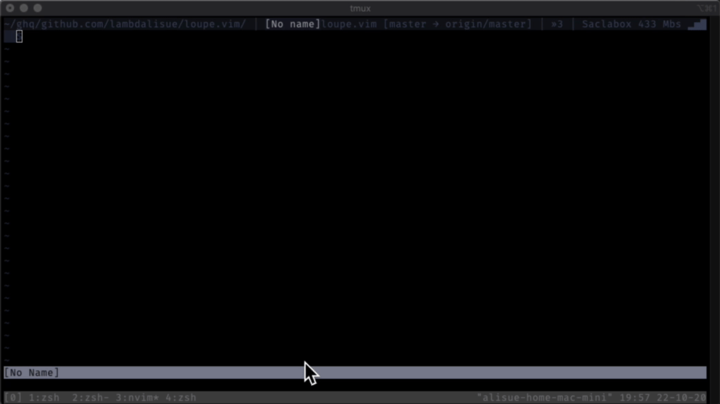 tmux
~/ghq/github.com/lambdalisue/loupe.vim/ | [No name]loupe.vim [master → origin/master] | »3 | Saclabox 433 Mbs
[No Name]
[0] 1:zsh 2:zsh- 3:nvim* 4:zsh "alisue-home-mac-mini" 19:57 22-10-20